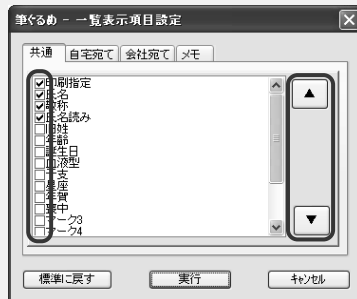 筆ぐるめ - 一覧表示項目設定
共通 自宅宛て 会社宛て メモ
印刷指定
氏名
敬称
氏名読み
旧姓
年齢
誕生日
血液型
干支
星座
年賀
喪中
マーク3
マーク4
▲
▼
標準に戻す 実行 キャンセル